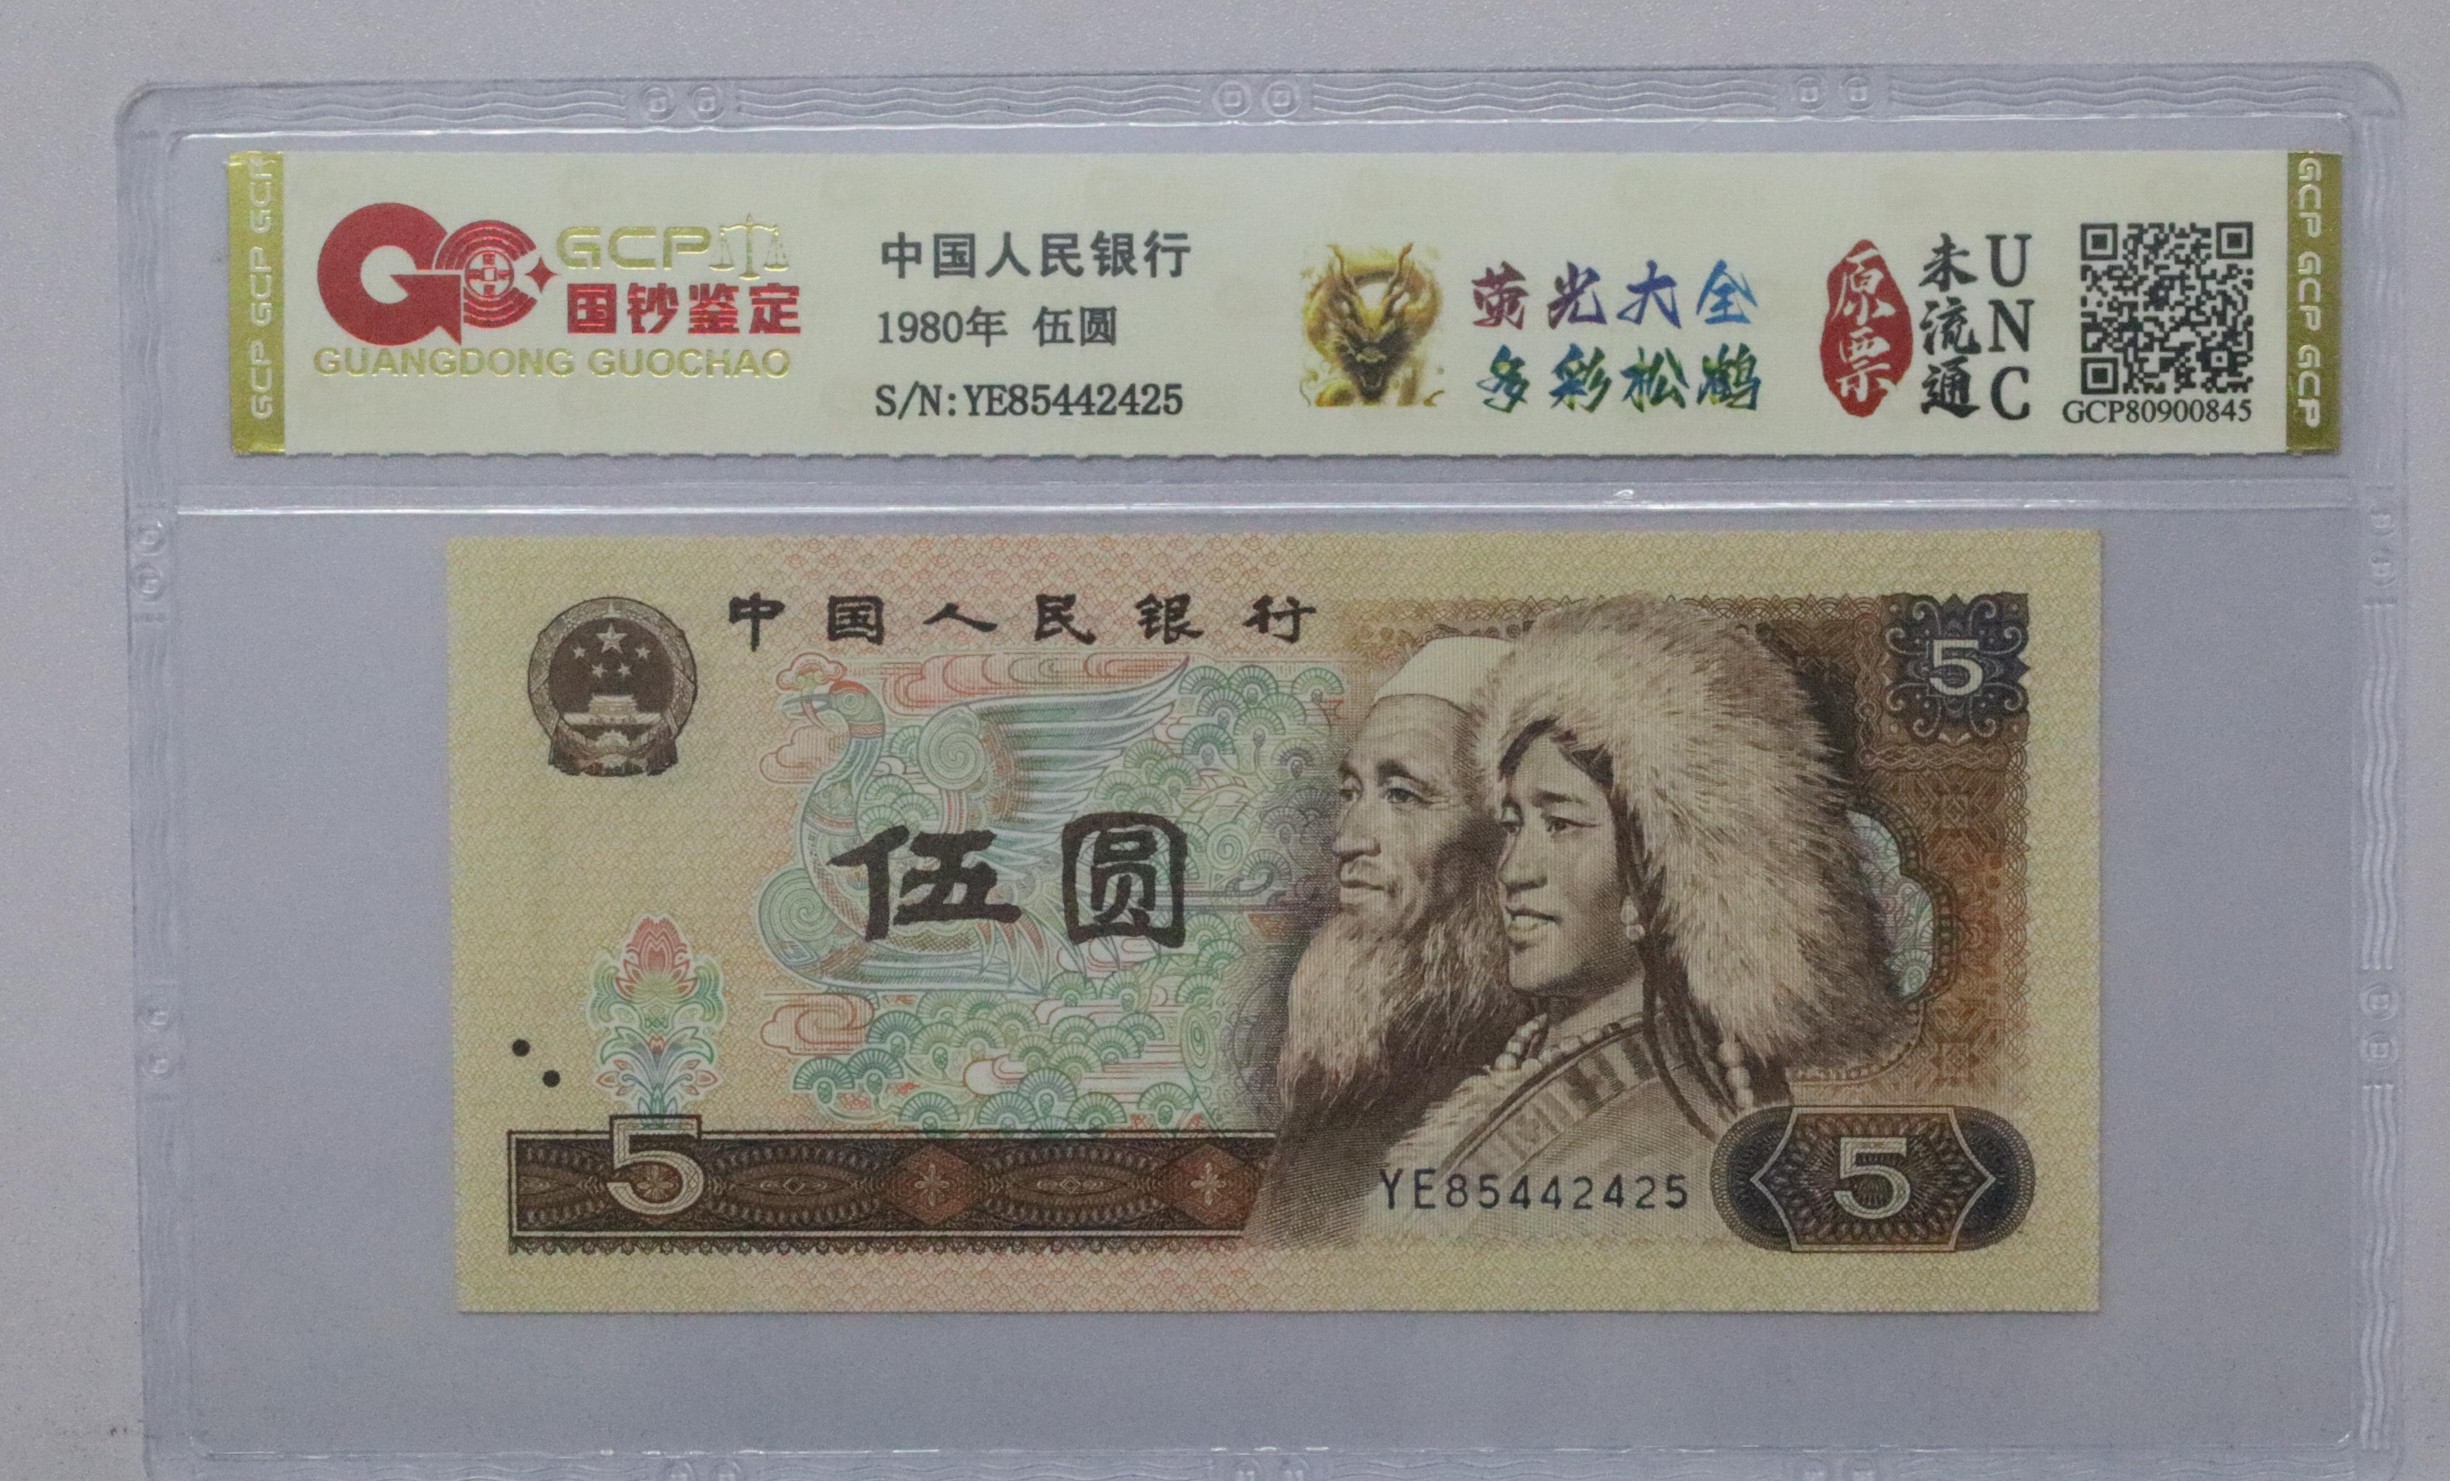 GCP
国钞鉴定
GUANGDONG GUOCHAO
中国人民银行
1980年 伍圆
S/N:YE85442425
荧光大全
多彩松鹤
原票
未流通
UNC
GCP80900845
GCP GCP GCP
GCP GCP GCP
中国人民银行
5
伍圆
5
YE85442425
5